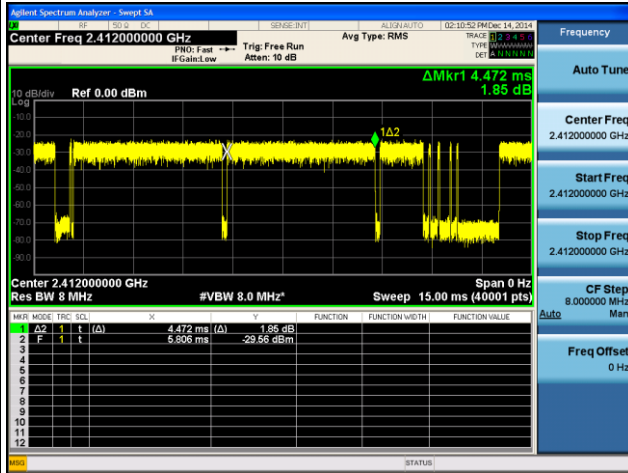 Agilent Spectrum Analyzer - Swept SA
RF 50 Ω DC SENSE:INT ALIGN AUTO 02:10:52 PM Dec 14, 2014
Center Freq 2.412000000 GHz Avg Type: RMS TRACE 1 2 3 4 5 6
PNO: Fast Trig: Free Run TYPE WWWWWW
IFGain:Low Atten: 10 dB DET A NNNNN
ΔMkr1 4.472 ms
10 dB/div Ref 0.00 dBm 1.85 dB
Log
-10.0
-20.0
1Δ2
-30.0
-40.0
-50.0
-60.0
-70.0
-80.0
-90.0
Center 2.412000000 GHz Span 0 Hz
Res BW 8 MHz #VBW 8.0 MHz* Sweep 15.00 ms (40001 pts)
MKR MODE TRC SCL X Y FUNCTION FUNCTION WIDTH FUNCTION VALUE
1 Δ2 1 t (Δ) 4.472 ms (Δ) 1.85 dB
2 F 1 t 5.806 ms -29.56 dBm
3
4
5
6
7
8
9
10
11
12
MSG STATUS
Frequency
Auto Tune
Center Freq
2.412000000 GHz
Start Freq
2.412000000 GHz
Stop Freq
2.412000000 GHz
CF Step
8.000000 MHz
Auto Man
Freq Offset
0 Hz